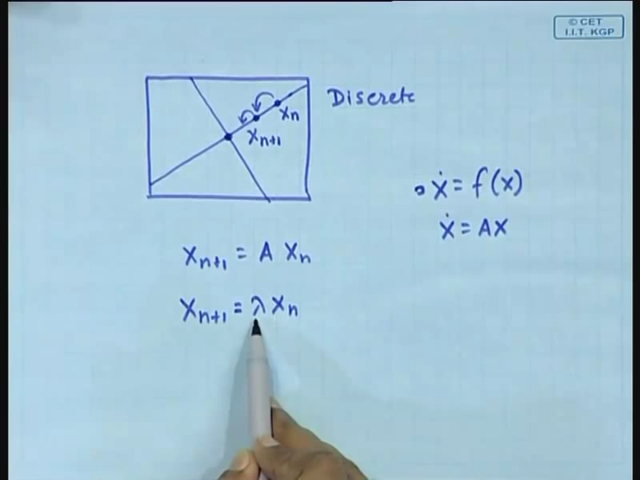 © CET
I.I.T. KGP
Discrete
xₙ
xₙ₊₁
ẋ = f(x)
ẋ = Ax
xₙ₊₁ = A xₙ
xₙ₊₁ = λ xₙ